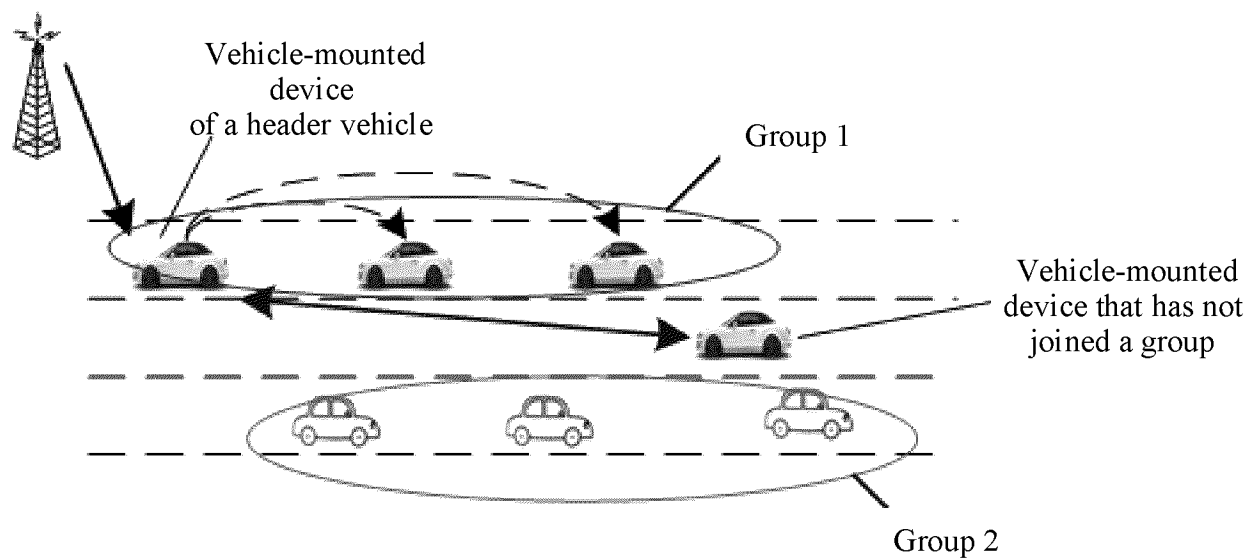 Vehicle-mounted
device
of a header vehicle
Group 1
Vehicle-mounted
device that has not
joined a group
Group 2